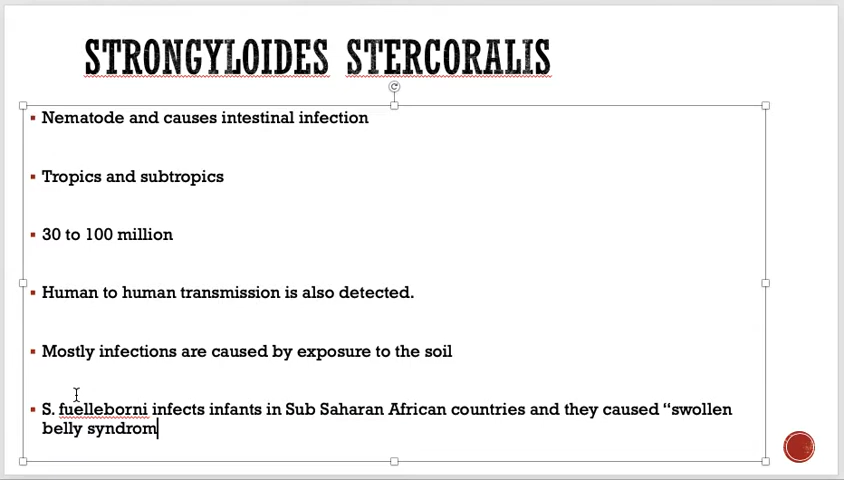 STRONGYLOIDES STERCORALIS
Nematode and causes intestinal infection
Tropics and subtropics
30 to 100 million
Human to human transmission is also detected.
Mostly infections are caused by exposure to the soil
S. fuelleborni infects infants in Sub Saharan African countries and they caused “swollen
belly syndrom